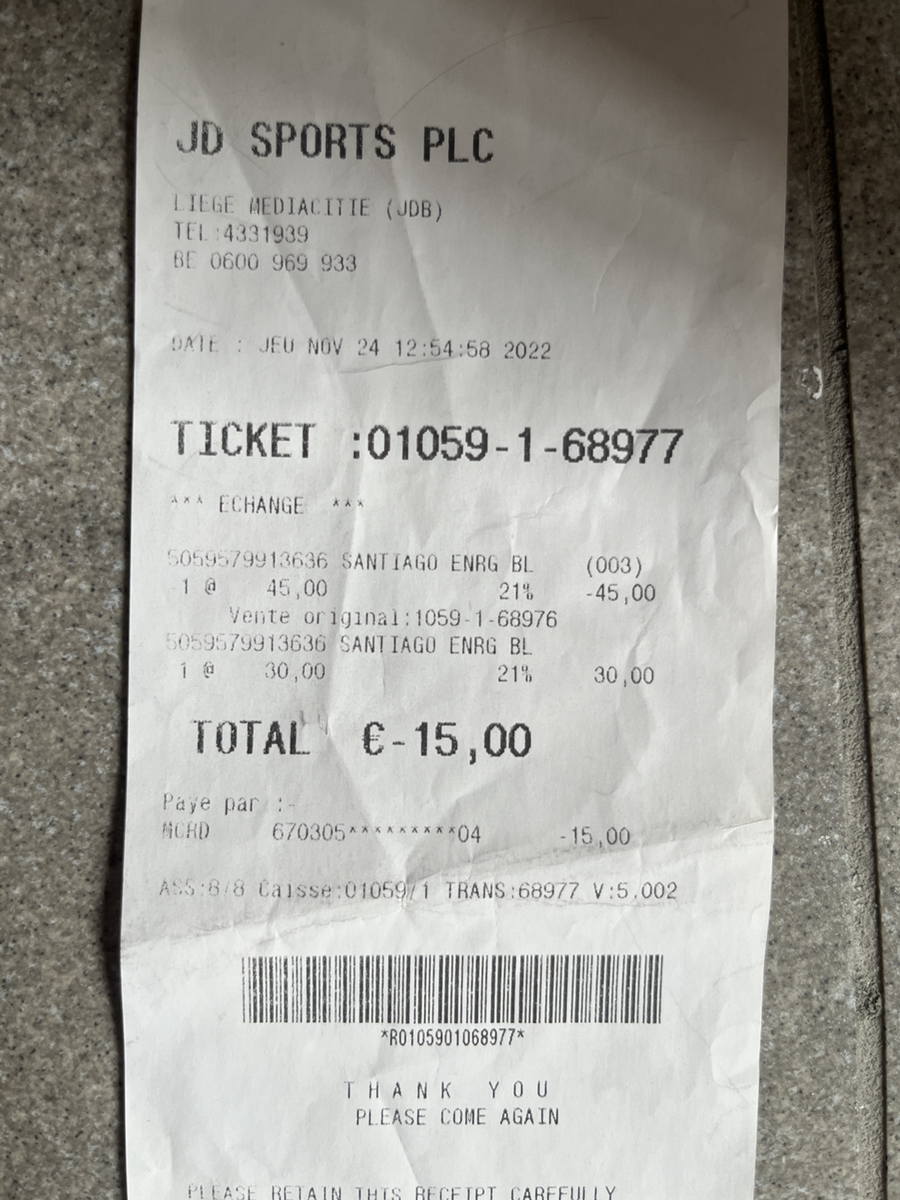 JD SPORTS PLC
LIEGE MEDIACITIE (JDB)
TEL:4331939
BE 0600 969 933
DATE : JEU NOV 24 12:54:58 2022
TICKET :01059-1-68977
*** ECHANGE ***
5059579913636 SANTIAGO ENRG BL (003)
1 @ 45,00 21% -45,00
Vente original:1059-1-68976
5059579913636 SANTIAGO ENRG BL
1 @ 30,00 21% 30,00
TOTAL €-15,00
Paye par :-
MCRD 670305*********04 -15,00
ASS:8/8 Caisse:01059/1 TRANS:68977 V:5.002
*R0105901068977*
THANK YOU
PLEASE COME AGAIN
PLEASE RETAIN THIS RECEIPT CAREFULLY